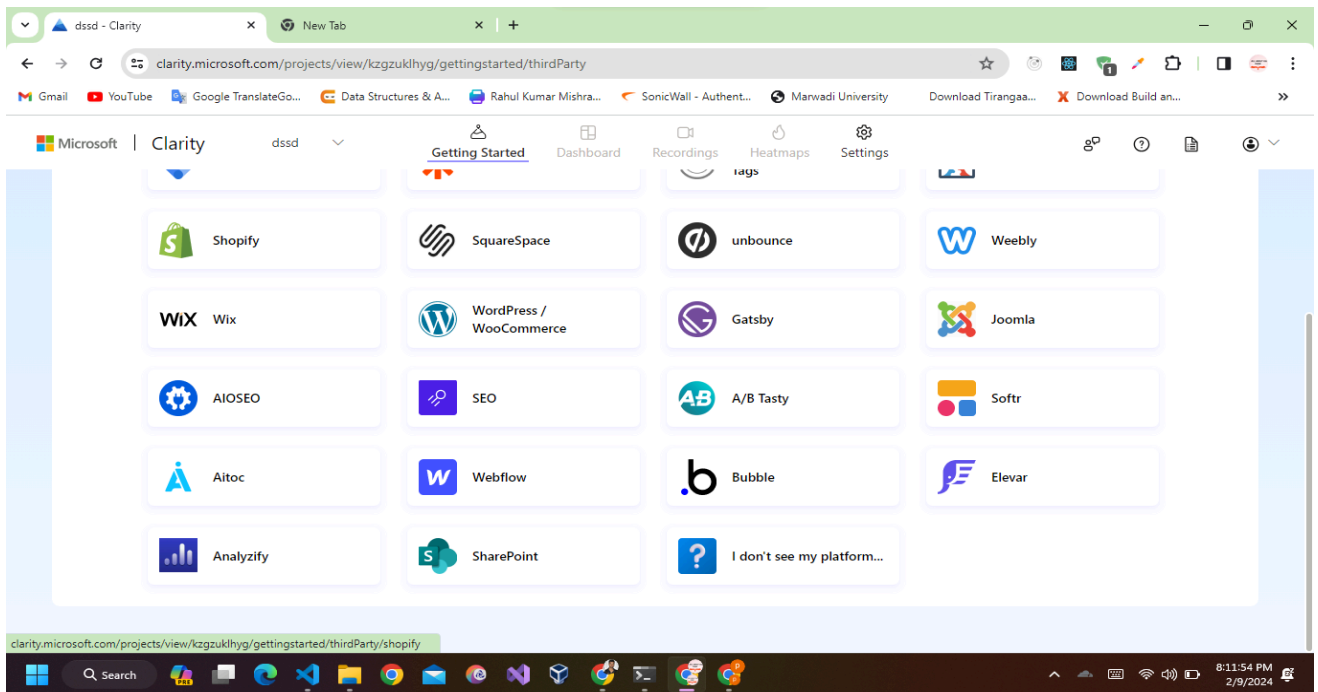 dssd - Clarity
New Tab
clarity.microsoft.com/projects/view/kzgzuklhyg/gettingstarted/thirdParty
1
Gmail
YouTube
Google TranslateGo...
Data Structures & A...
Rahul Kumar Mishra...
SonicWall - Authent...
Marwadi University
Download Tirangaa...
Download Build an...
Microsoft
Clarity
dssd
Getting Started
Dashboard
Recordings
Heatmaps
Settings
Tags
Shopify
SquareSpace
unbounce
Weebly
WiX Wix
WordPress /
WooCommerce
Gatsby
Joomla
AIOSEO
SEO
AB A/B Tasty
Softr
Aitoc
Webflow
Bubble
Elevar
Analyzify
SharePoint
I don't see my platform...
clarity.microsoft.com/projects/view/kzgzuklhyg/gettingstarted/thirdParty/shopify
Search
PRE
8:11:54 PM
2/9/2024